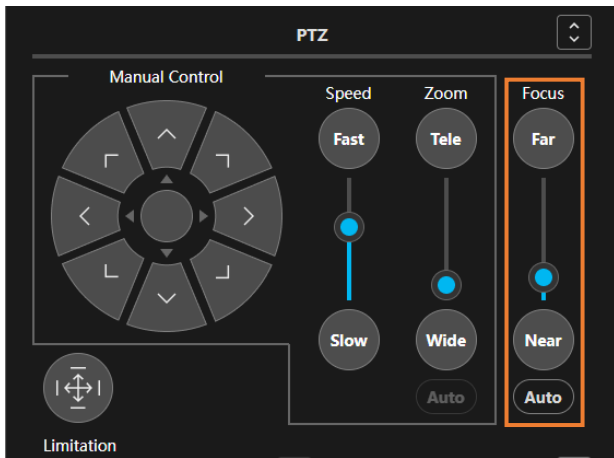 PTZ
Manual Control
Speed Zoom Focus
Fast Tele Far
Slow Wide Near
Auto Auto
Limitation